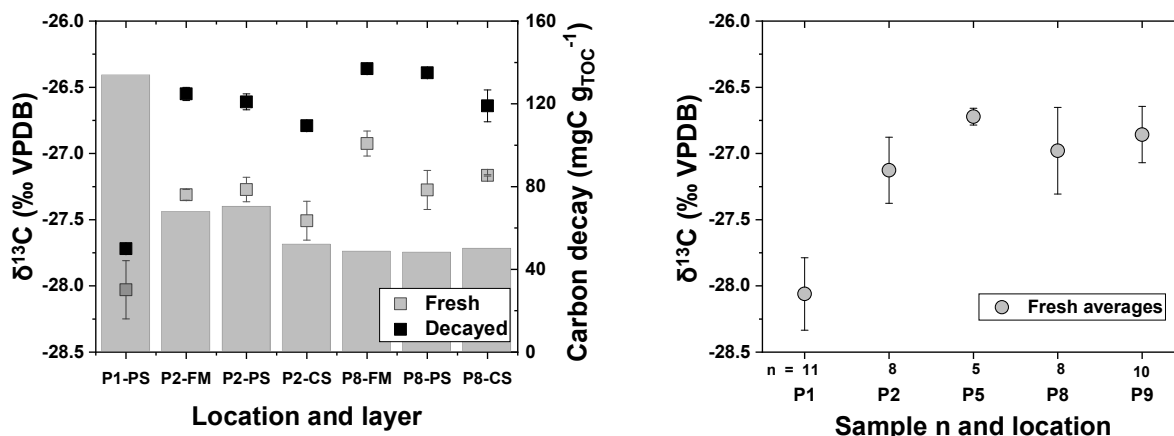 -26.0
-26.5
-27.0
-27.5
-28.0
-28.5
δ¹³C (‰ VPDB)
160
120
80
40
0
Carbon decay (mgC g_TOC⁻¹)
Fresh
Decayed
P1-PS P2-FM P2-PS P2-CS P8-FM P8-PS P8-CS
Location and layer
-26.0
-26.5
-27.0
-27.5
-28.0
-28.5
δ¹³C (‰ VPDB)
Fresh averages
n = 11 8 5 8 10
P1 P2 P5 P8 P9
Sample n and location